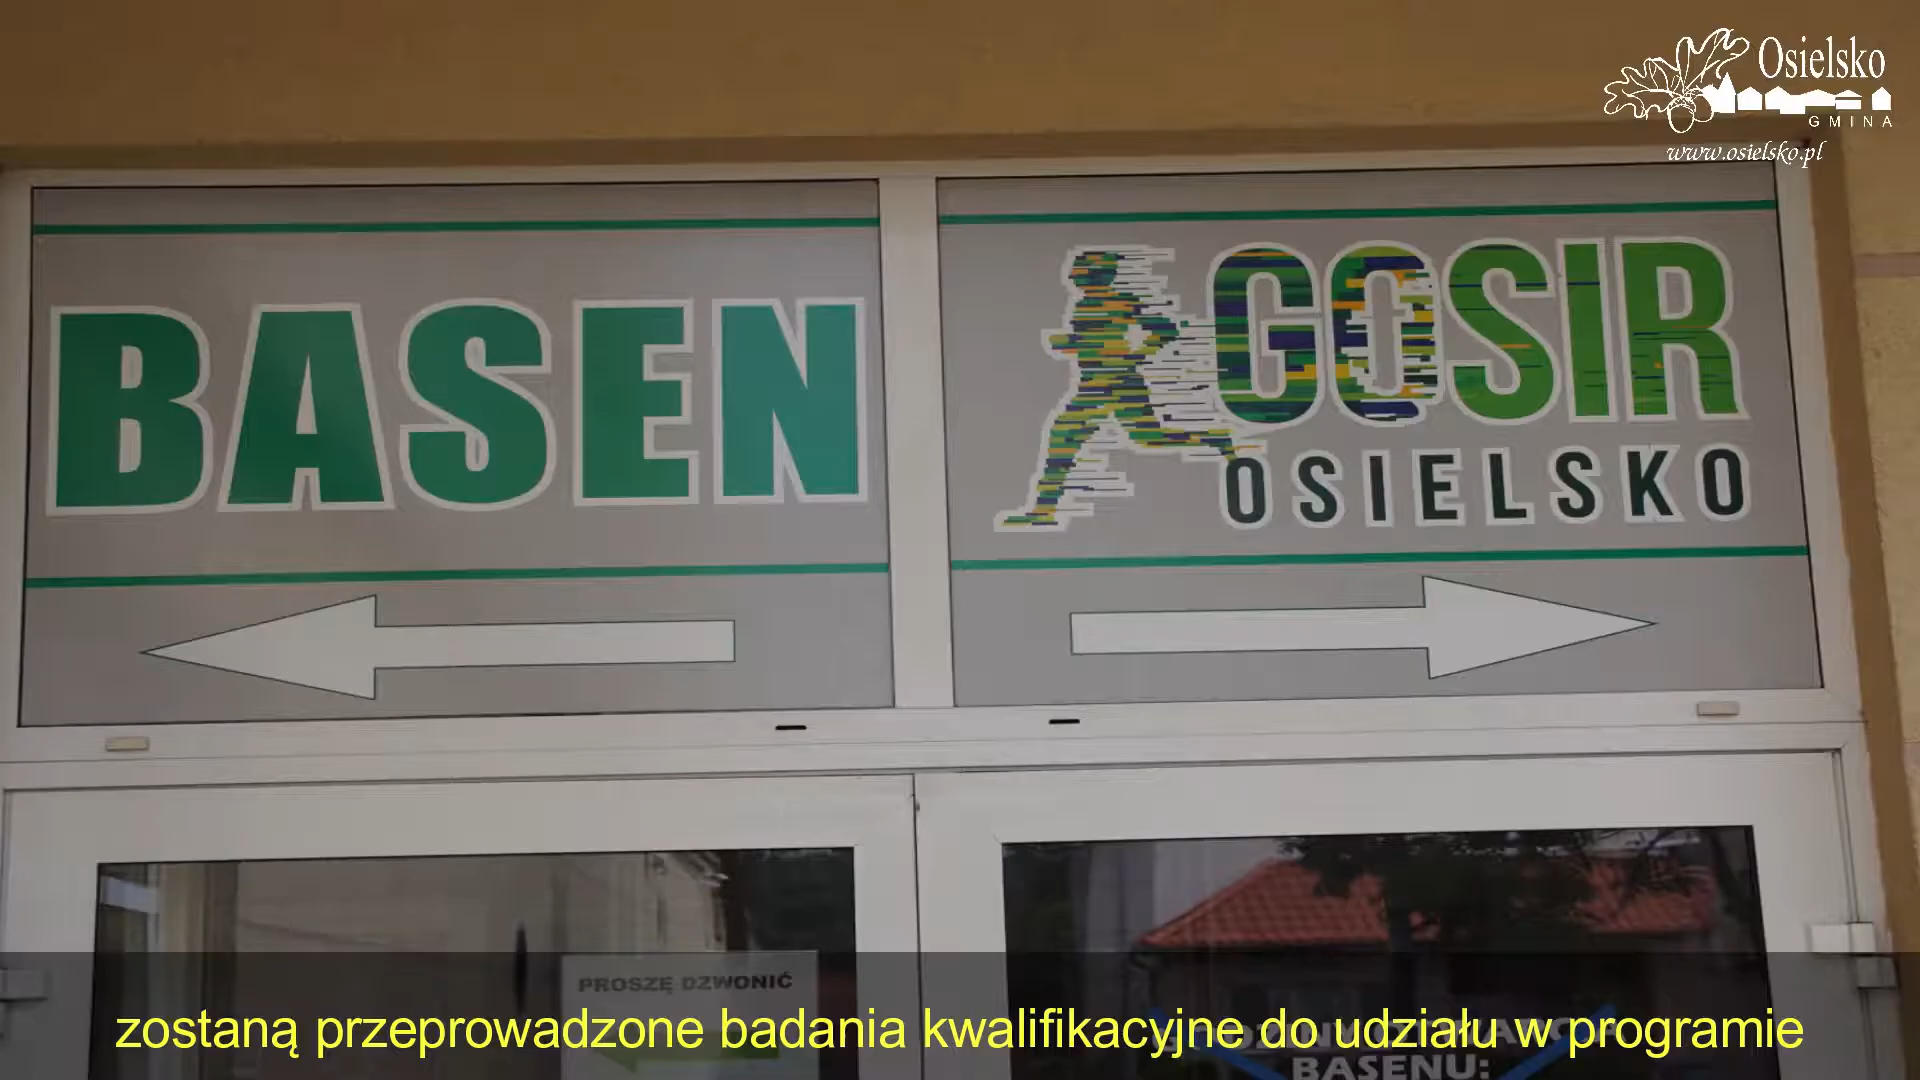 Osielsko
GMINA
www.osielsko.pl
BASEN
GOSIR
OSIELSKO
PROSZĘ DZWONIĆ
zostaną przeprowadzone badania kwalifikacyjne do udziału w programie
BASENU: